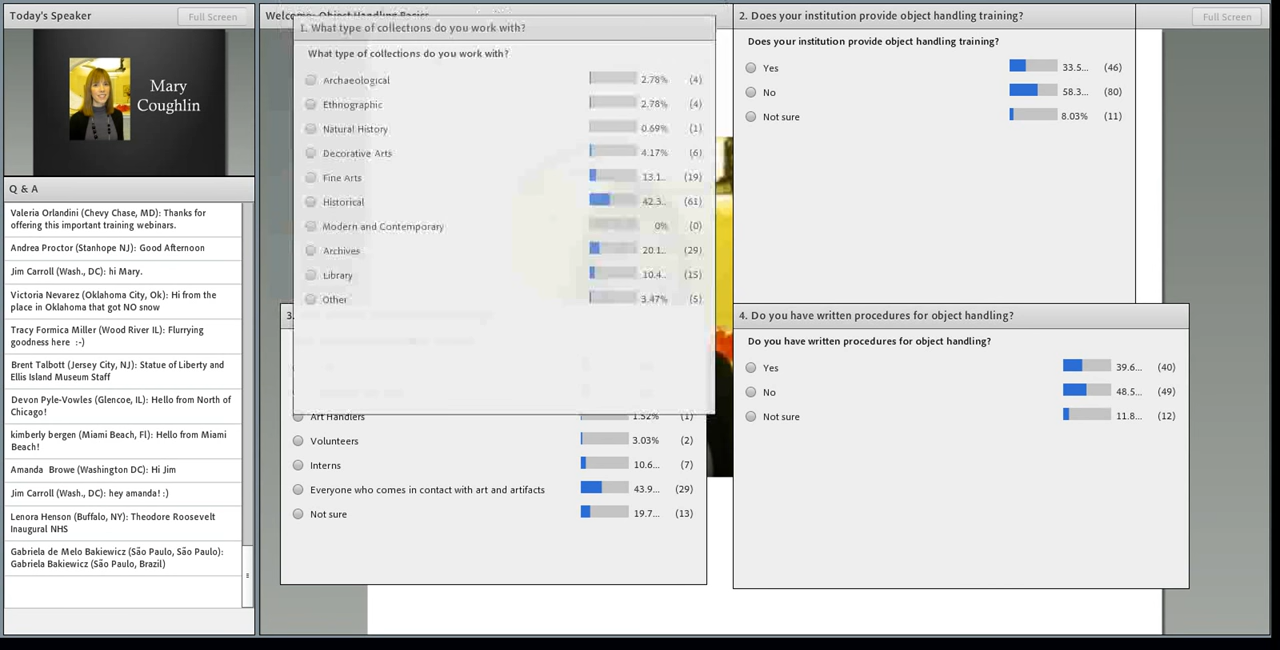 Today's Speaker
Full Screen
Mary
Coughlin
Q & A
Valeria Orlandini (Chevy Chase, MD): Thanks for
offering this important training webinars.
Andrea Proctor (Stanhope NJ): Good Afternoon
Jim Carroll (Wash., DC): hi Mary.
Victoria Nevarez (Oklahoma City, Ok): Hi from the
place in Oklahoma that got NO snow
Tracy Formica Miller (Wood River IL): Flurrying
goodness here :-)
Brent Talbott (Jersey City, NJ): Statue of Liberty and
Ellis Island Museum Staff
Devon Pyle-Vowles (Glencoe, IL): Hello from North of
Chicago!
kimberly bergen (Miami Beach, Fl): Hello from Miami
Beach!
Amanda Browe (Washington DC): Hi Jim
Jim Carroll (Wash., DC): hey amanda! :)
Lenora Henson (Buffalo, NY): Theodore Roosevelt
Inaugural NHS
Gabriela de Melo Bakiewicz (São Paulo, São Paulo):
Gabriela Bakiewicz (São Paulo, Brazil)
Welcome: Object Handling Basics
Full Screen
1. What type of collections do you work with?
What type of collections do you work with?
Archaeological 2.78% (4)
Ethnographic 2.78% (4)
Natural History 0.69% (1)
Decorative Arts 4.17% (6)
Fine Arts 13.1.. (19)
Historical 42.3.. (61)
Modern and Contemporary 0% (0)
Archives 20.1.. (29)
Library 10.4.. (15)
Other 3.47% (5)
2. Does your institution provide object handling training?
Does your institution provide object handling training?
Yes 33.5... (46)
No 58.3... (80)
Not sure 8.03% (11)
3.
Art Handlers 1.52% (1)
Volunteers 3.03% (2)
Interns 10.6... (7)
Everyone who comes in contact with art and artifacts 43.9... (29)
Not sure 19.7... (13)
4. Do you have written procedures for object handling?
Do you have written procedures for object handling?
Yes 39.6... (40)
No 48.5... (49)
Not sure 11.8... (12)